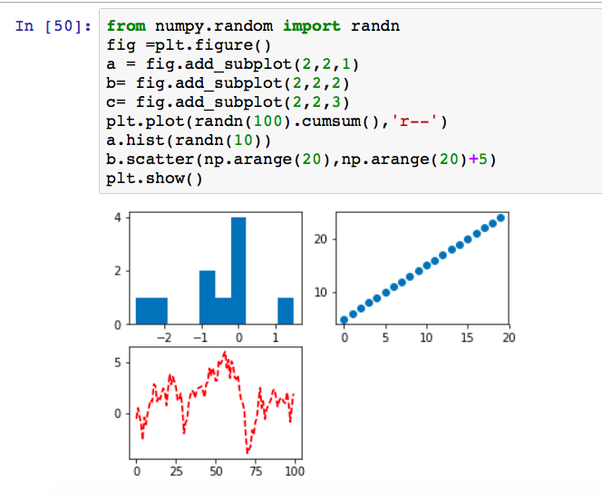 In [50]: from numpy.random import randn
fig =plt.figure()
a = fig.add_subplot(2,2,1)
b= fig.add_subplot(2,2,2)
c= fig.add_subplot(2,2,3)
plt.plot(randn(100).cumsum(),'r--')
a.hist(randn(10))
b.scatter(np.arange(20),np.arange(20)+5)
plt.show()
4
2
0
−2 −1 0 1
20
10
0 5 10 15 20
5
0
0 25 50 75 100